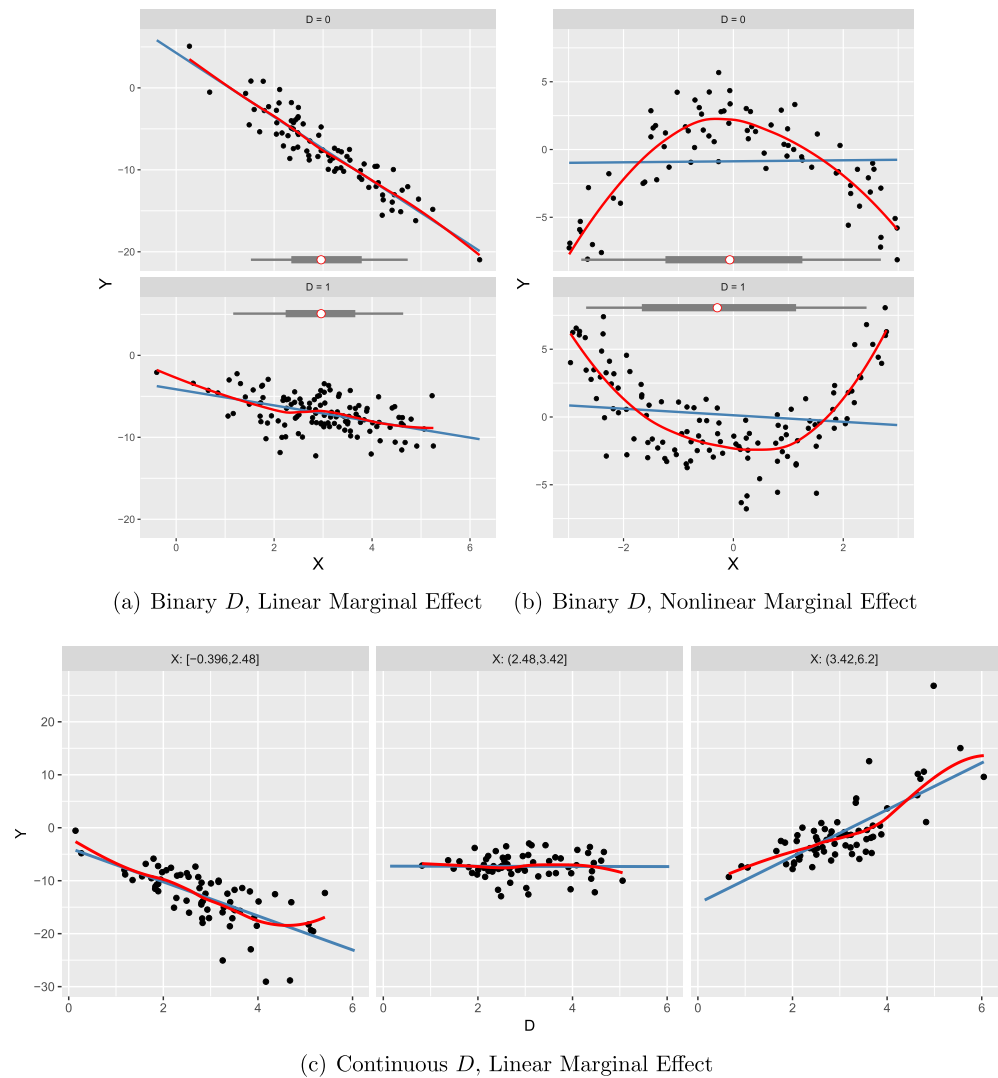 D = 0
0
−10
−20
D = 1
0
−10
−20
0 2 4 6
X
Y
D = 0
5
0
−5
D = 1
5
0
−5
−2 0 2
X
Y
(a) Binary D, Linear Marginal Effect
(b) Binary D, Nonlinear Marginal Effect
X: [−0.396,2.48]
X: (2.48,3.42]
X: (3.42,6.2]
20
10
0
−10
−20
−30
Y
0 2 4 6
0 2 4 6
0 2 4 6
D
(c) Continuous D, Linear Marginal Effect